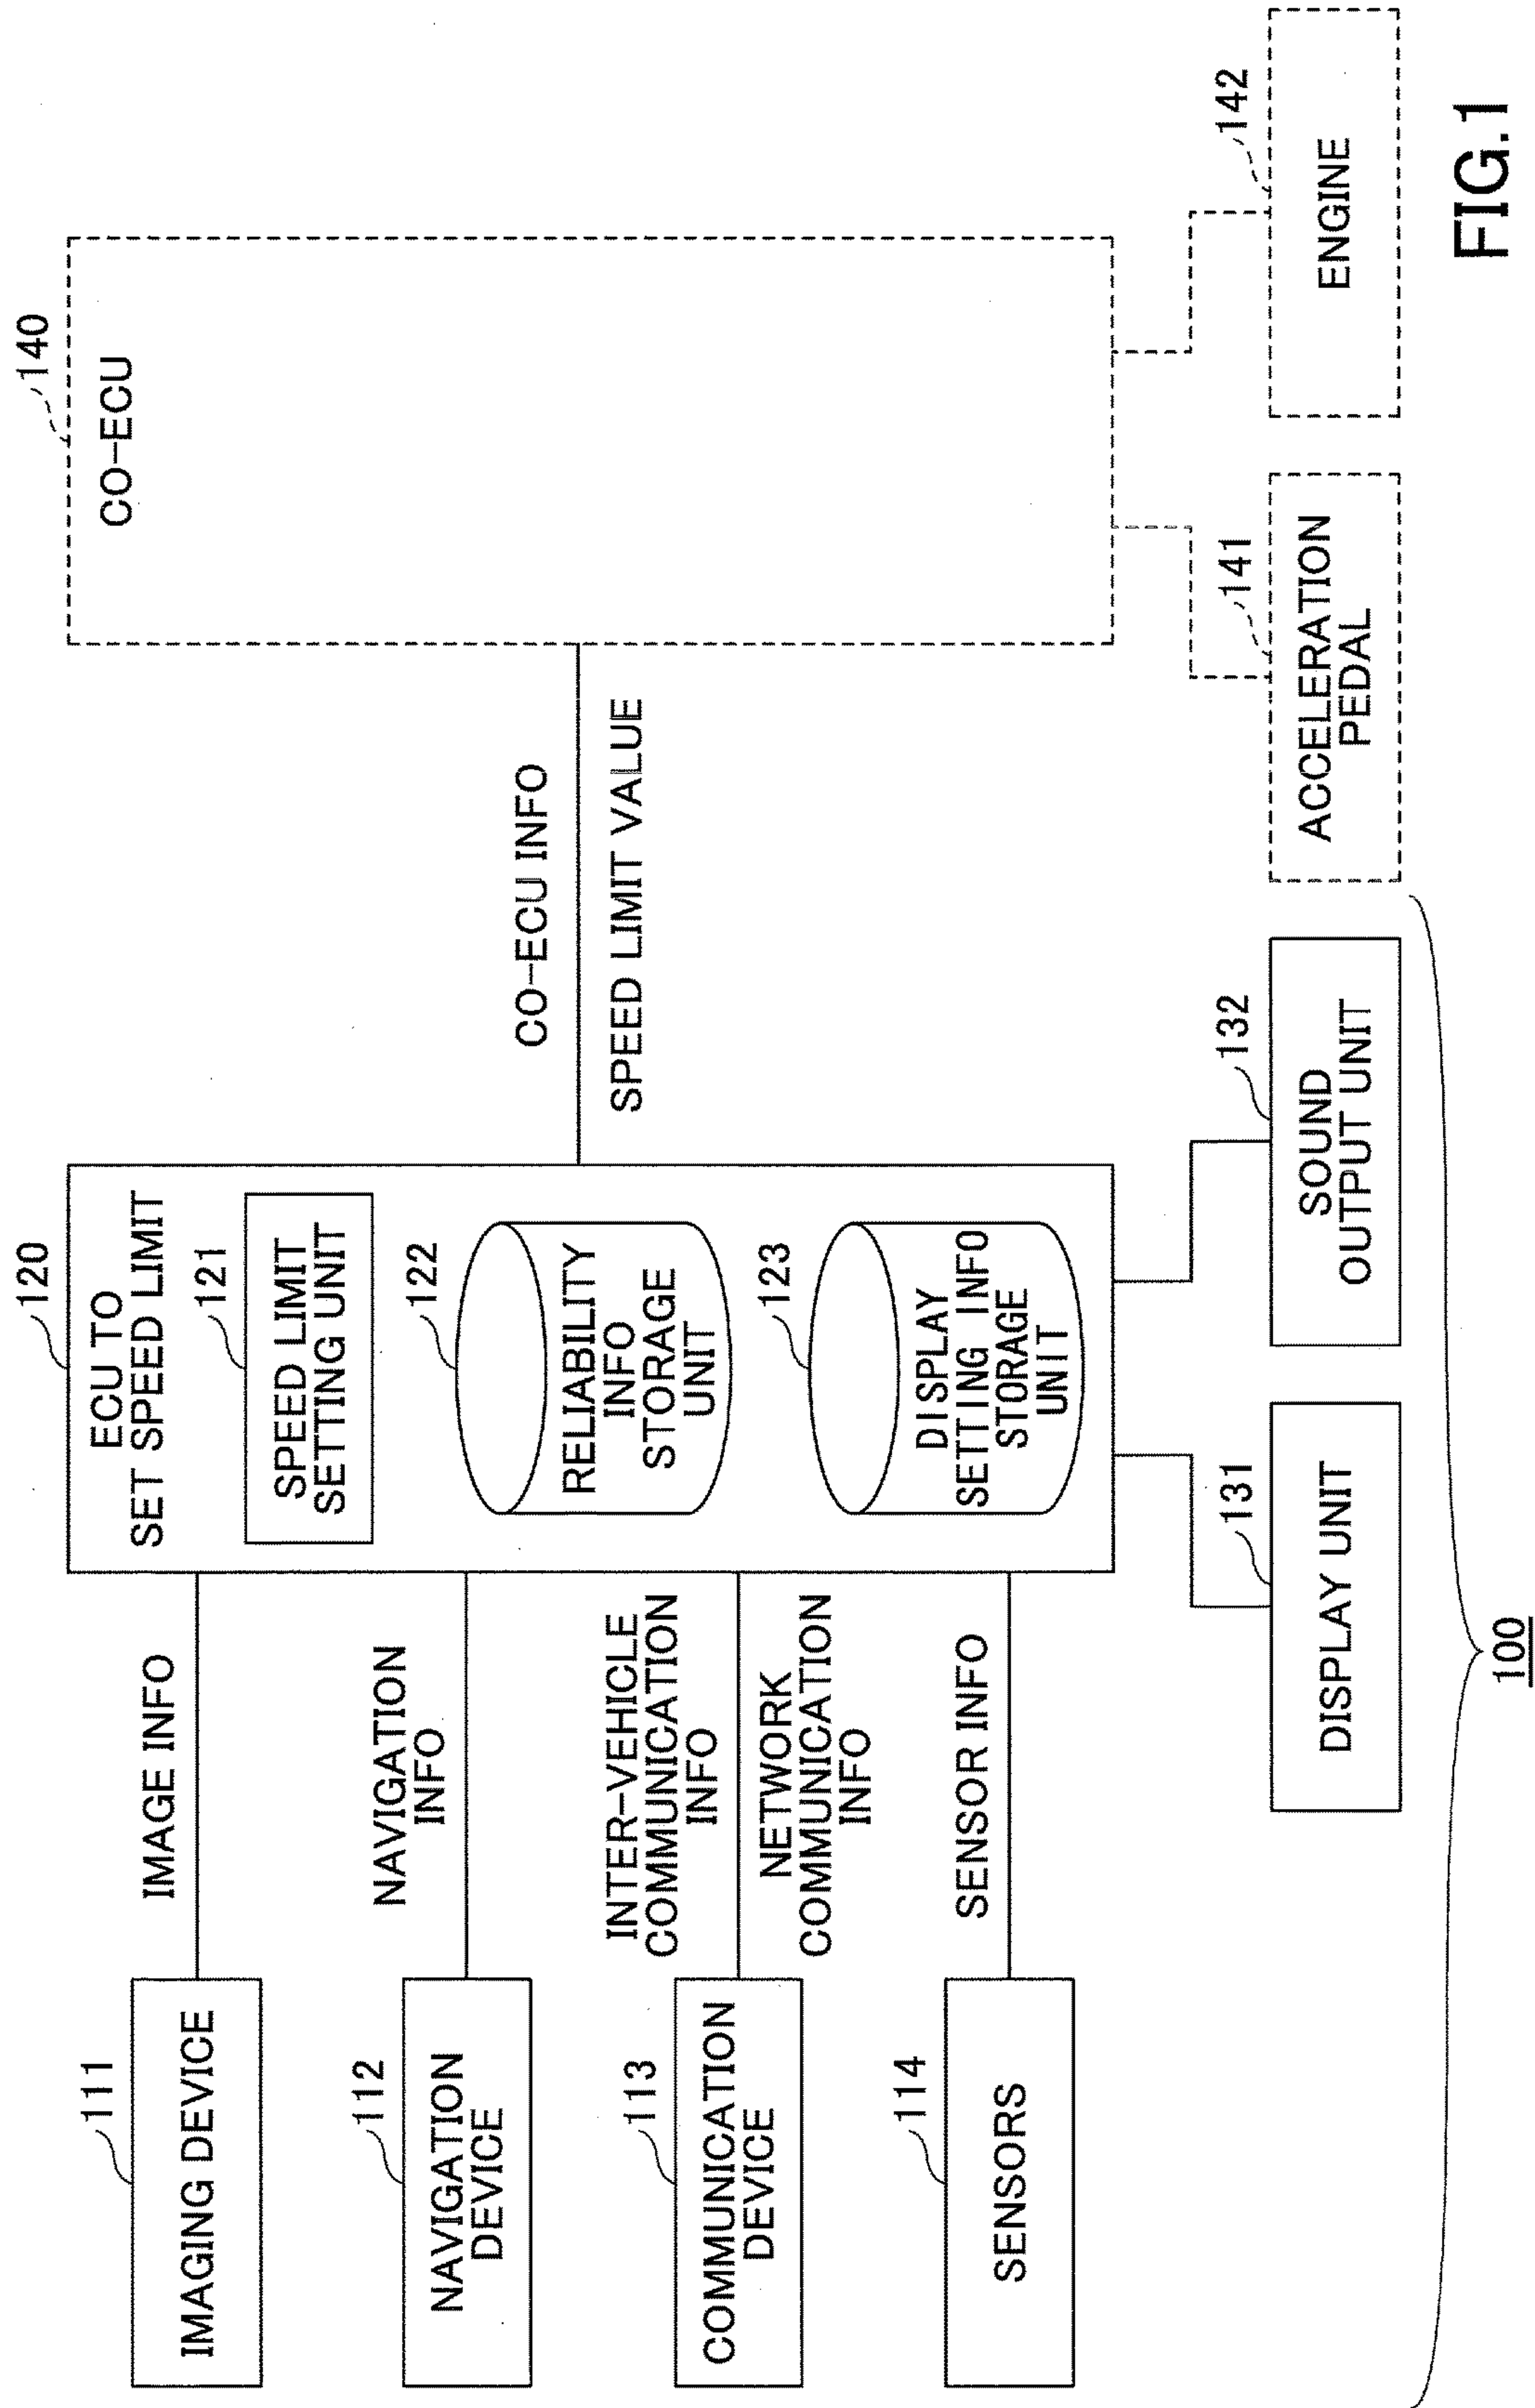 111
IMAGING DEVICE
112
NAVIGATION
DEVICE
113
COMMUNICATION
DEVICE
114
SENSORS
IMAGE INFO
NAVIGATION
INFO
INTER-VEHICLE
COMMUNICATION
INFO
NETWORK
COMMUNICATION
INFO
SENSOR INFO
120
ECU TO
SET SPEED LIMIT
121
SPEED LIMIT
SETTING UNIT
122
RELIABILITY
INFO
STORAGE
UNIT
123
DISPLAY
SETTING INFO
STORAGE
UNIT
CO-ECU INFO
SPEED LIMIT VALUE
140
CO-ECU
131
DISPLAY UNIT
132
SOUND
OUTPUT UNIT
141
ACCELERATION
PEDAL
142
ENGINE
100
FIG.1